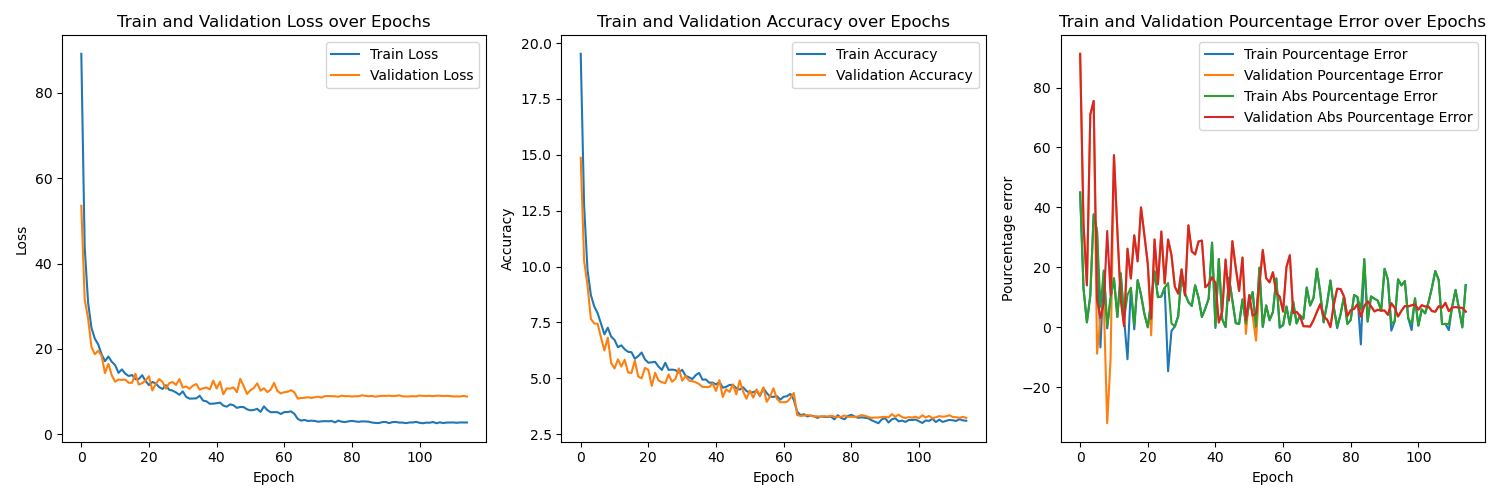 Train and Validation Loss over Epochs
Train Loss
Validation Loss
80
60
40
20
0
Loss
0 20 40 60 80 100
Epoch
Train and Validation Accuracy over Epochs
Train Accuracy
Validation Accuracy
20.0
17.5
15.0
12.5
10.0
7.5
5.0
2.5
Accuracy
0 20 40 60 80 100
Epoch
Train and Validation Pourcentage Error over Epochs
Train Pourcentage Error
Validation Pourcentage Error
Train Abs Pourcentage Error
Validation Abs Pourcentage Error
80
60
40
20
0
−20
Pourcentage error
0 20 40 60 80 100
Epoch